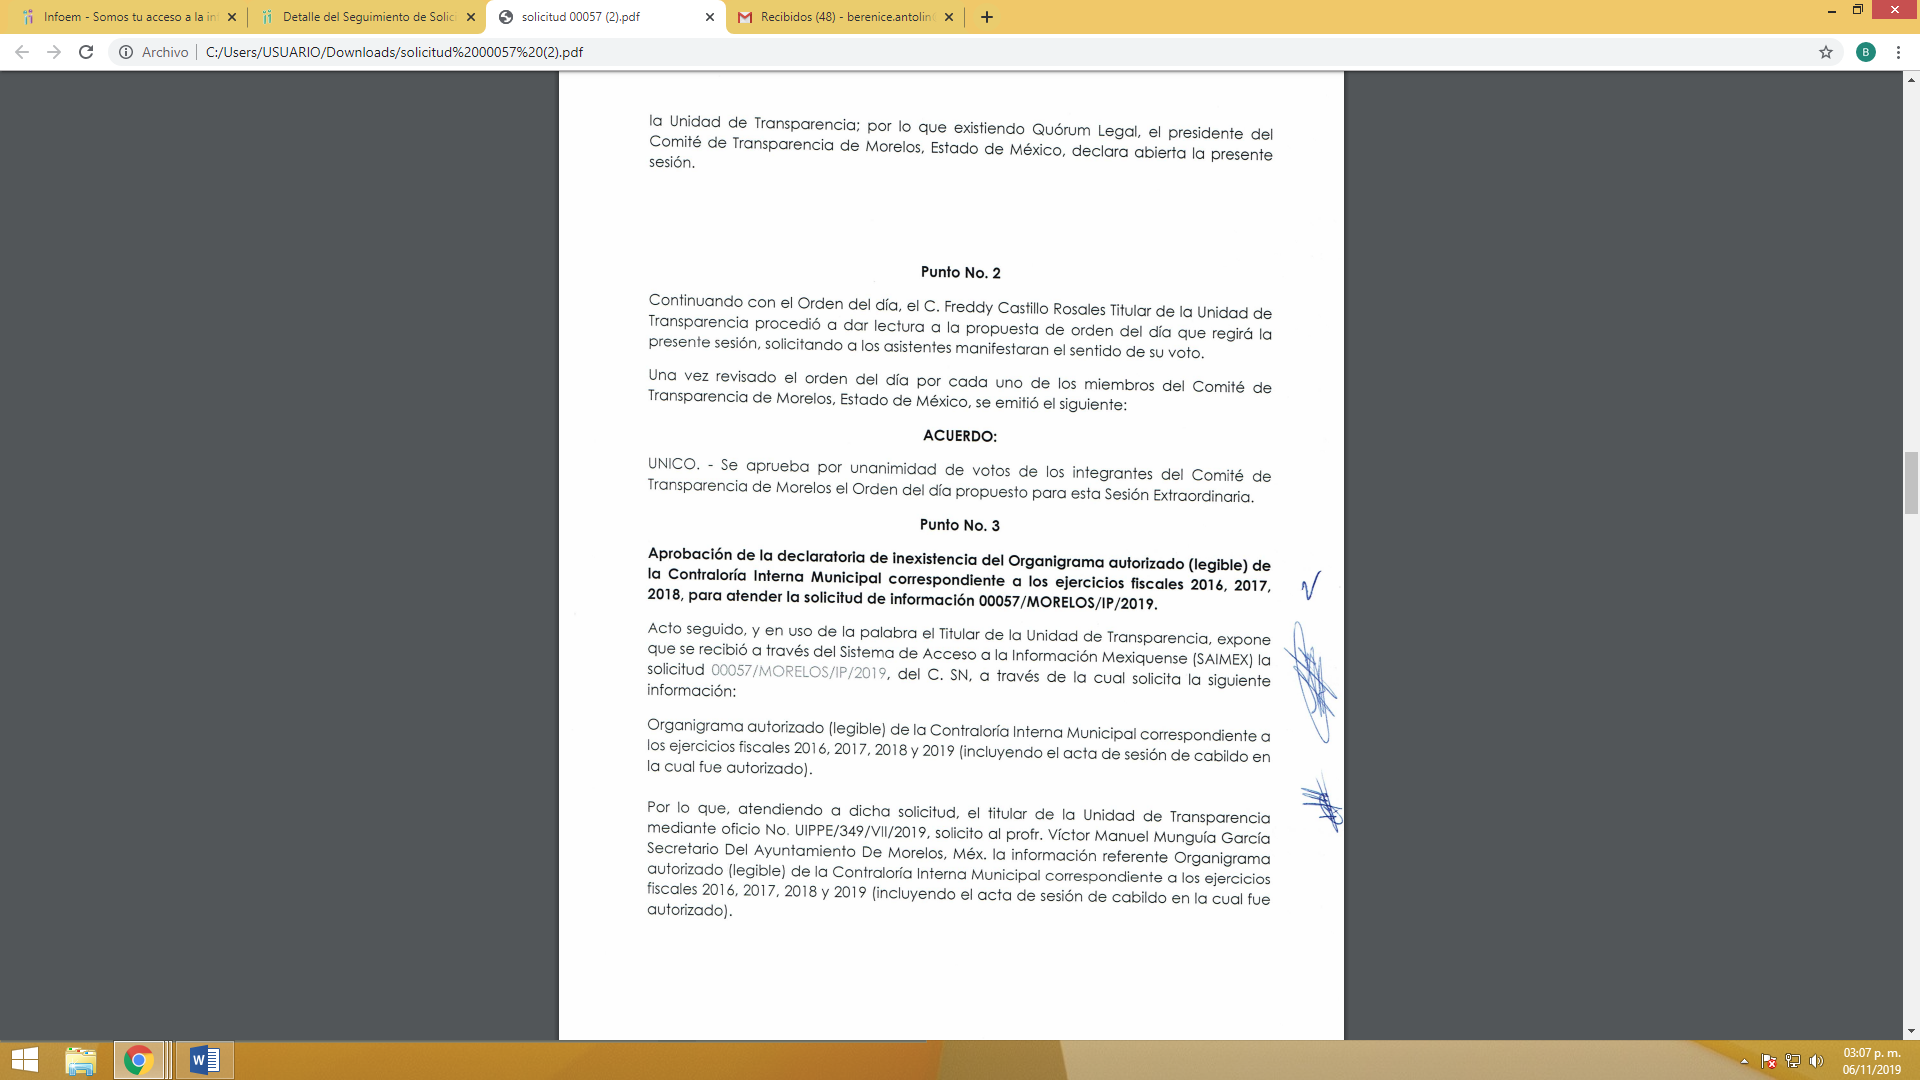 Infoem - Somos tu acceso a la in
Detalle del Seguimiento de Solic
solicitud 00057 (2).pdf
Recibidos (48) - berenice.antolin
Archivo
C:/Users/USUARIO/Downloads/solicitud%2000057%20(2).pdf
B
la Unidad de Transparencia; por lo que existiendo Quórum Legal, el presidente del
Comité de Transparencia de Morelos, Estado de México, declara abierta la presente
sesión.
Punto No. 2
Continuando con el Orden del día, el C. Freddy Castillo Rosales Titular de la Unidad de
Transparencia procedió a dar lectura a la propuesta de orden del día que regirá la
presente sesión, solicitando a los asistentes manifestaran el sentido de su voto.
Una vez revisado el orden del día por cada uno de los miembros del Comité de
Transparencia de Morelos, Estado de México, se emitió el siguiente:
ACUERDO:
UNICO. - Se aprueba por unanimidad de votos de los integrantes del Comité de
Transparencia de Morelos el Orden del día propuesto para esta Sesión Extraordinaria.
Punto No. 3
Aprobación de la declaratoria de inexistencia del Organigrama autorizado (legible) de
la Contraloría Interna Municipal correspondiente a los ejercicios fiscales 2016, 2017,
2018, para atender la solicitud de información 00057/MORELOS/IP/2019.
Acto seguido, y en uso de la palabra el Titular de la Unidad de Transparencia, expone
que se recibió a través del Sistema de Acceso a la Información Mexiquense (SAIMEX) la
solicitud 00057/MORELOS/IP/2019, del C. SN, a través de la cual solicita la siguiente
información:
Organigrama autorizado (legible) de la Contraloría Interna Municipal correspondiente a
los ejercicios fiscales 2016, 2017, 2018 y 2019 (incluyendo el acta de sesión de cabildo en
la cual fue autorizado).
Por lo que, atendiendo a dicha solicitud, el titular de la Unidad de Transparencia
mediante oficio No. UIPPE/349/VII/2019, solicito al profr. Víctor Manuel Munguía García
Secretario Del Ayuntamiento De Morelos, Méx. la información referente Organigrama
autorizado (legible) de la Contraloría Interna Municipal correspondiente a los ejercicios
fiscales 2016, 2017, 2018 y 2019 (incluyendo el acta de sesión de cabildo en la cual fue
autorizado).
03:07 p. m.
06/11/2019